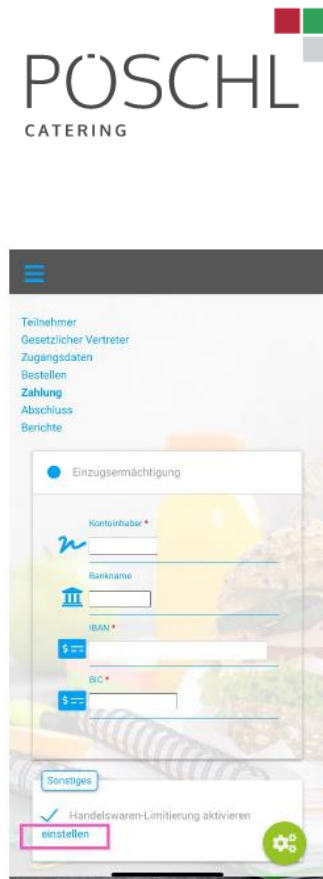 PÖSCHL
CATERING
Teilnehmer
Gesetzlicher Vertreter
Zugangsdaten
Bestellen
Zahlung
Abschluss
Berichte
Einzugsermächtigung
Kontoinhaber *
Bankname
IBAN *
BIC *
Sonstiges
Handelswaren-Limitierung aktivieren
einstellen